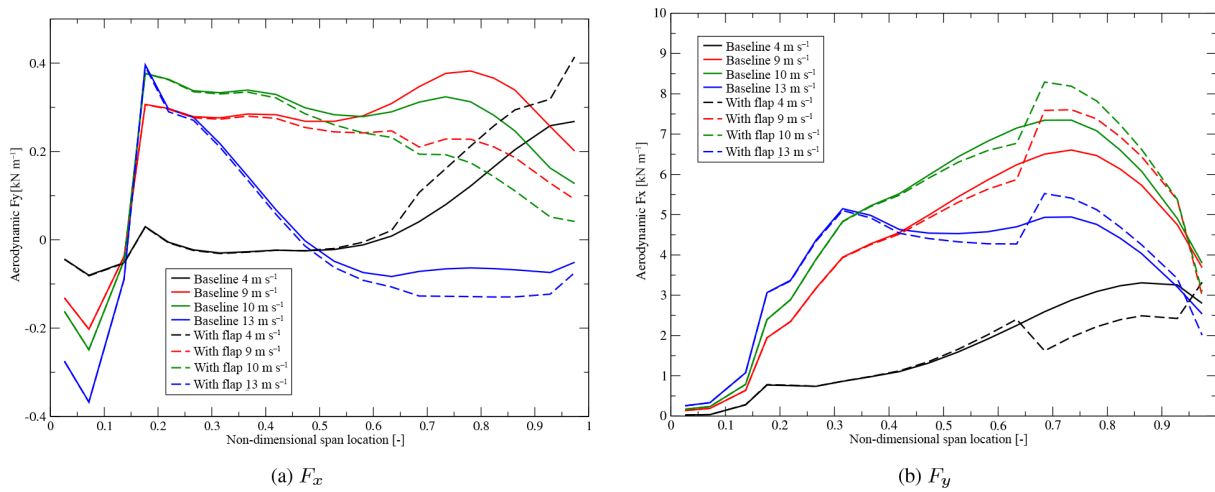 0.4
0.2
0
-0.2
-0.4
Aerodynamic Fy [kN m⁻¹]
Baseline 4 m s⁻¹
Baseline 9 m s⁻¹
Baseline 10 m s⁻¹
Baseline 13 m s⁻¹
With flap 4 m s⁻¹
With flap 9 m s⁻¹
With flap 10 m s⁻¹
With flap 13 m s⁻¹
0 0.1 0.2 0.3 0.4 0.5 0.6 0.7 0.8 0.9 1
Non-dimensional span location [-]
(a) Fx
10
9
8
7
6
5
4
3
2
1
0
Aerodynamic Fx [kN m⁻¹]
Baseline 4 m s⁻¹
Baseline 9 m s⁻¹
Baseline 10 m s⁻¹
Baseline 13 m s⁻¹
With flap 4 m s⁻¹
With flap 9 m s⁻¹
With flap 10 m s⁻¹
With flap 13 m s⁻¹
0 0.1 0.2 0.3 0.4 0.5 0.6 0.7 0.8 0.9
Non-dimensional span location [-]
(b) Fy